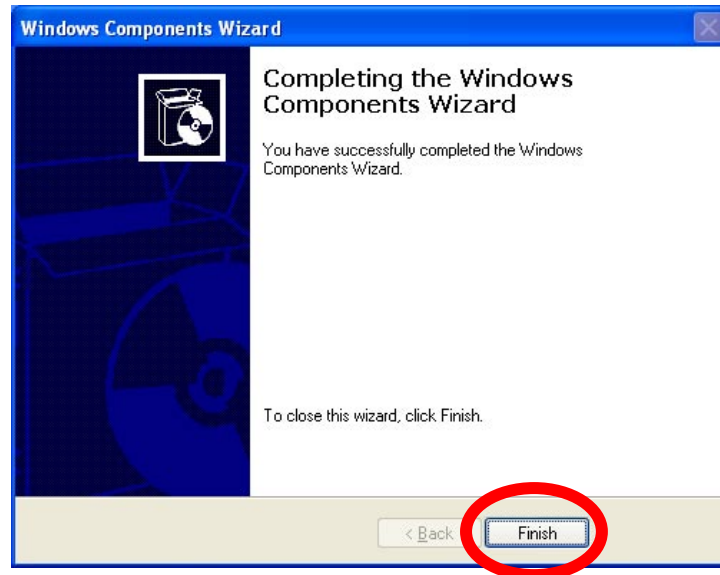 Windows Components Wizard
Completing the Windows
Components Wizard
You have successfully completed the Windows
Components Wizard.
To close this wizard, click Finish.
< Back
Finish